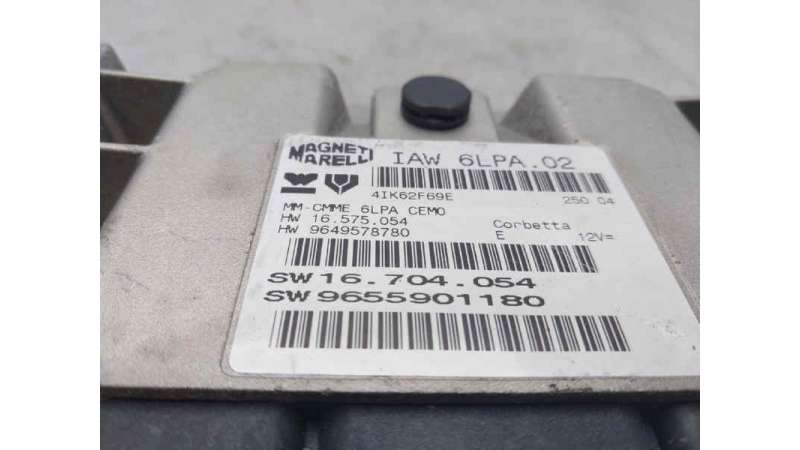 MAGNETI MARELLI
IAW 6LPA.02
4IK62F69E
250 04
MM-CMME 6LPA CEMO
HW 16.575.054
Corbetta
HW 9649578780
E 12V=
SW 16.704.054
SW 9655901180